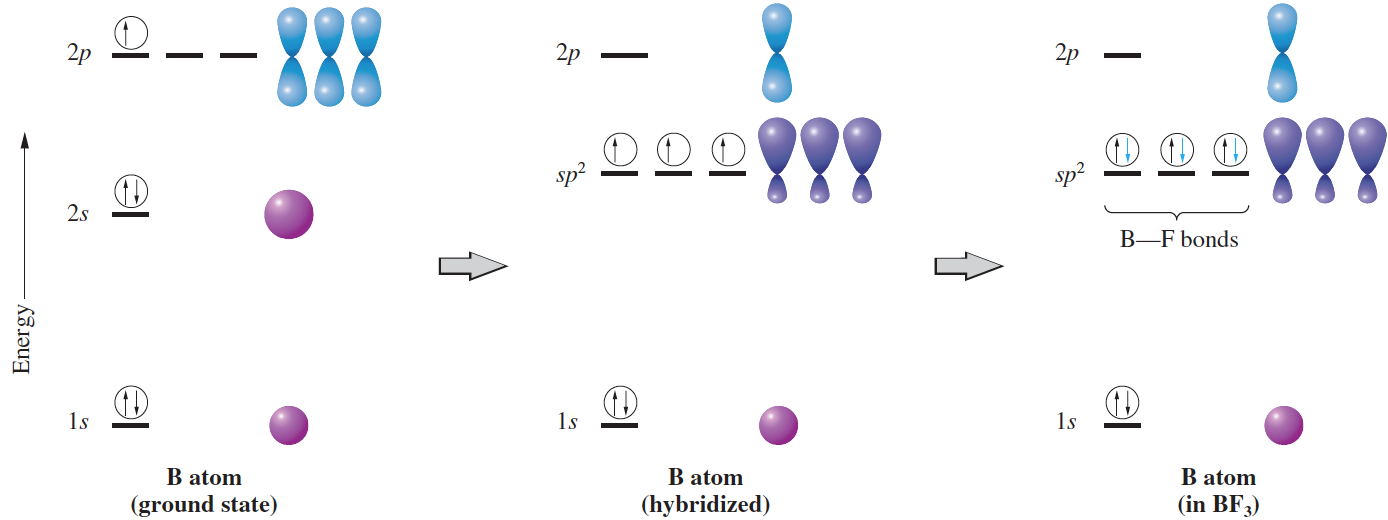 2p
2s
1s
Energy
B atom
(ground state)
2p
sp²
1s
B atom
(hybridized)
2p
sp²
B—F bonds
1s
B atom
(in BF₃)